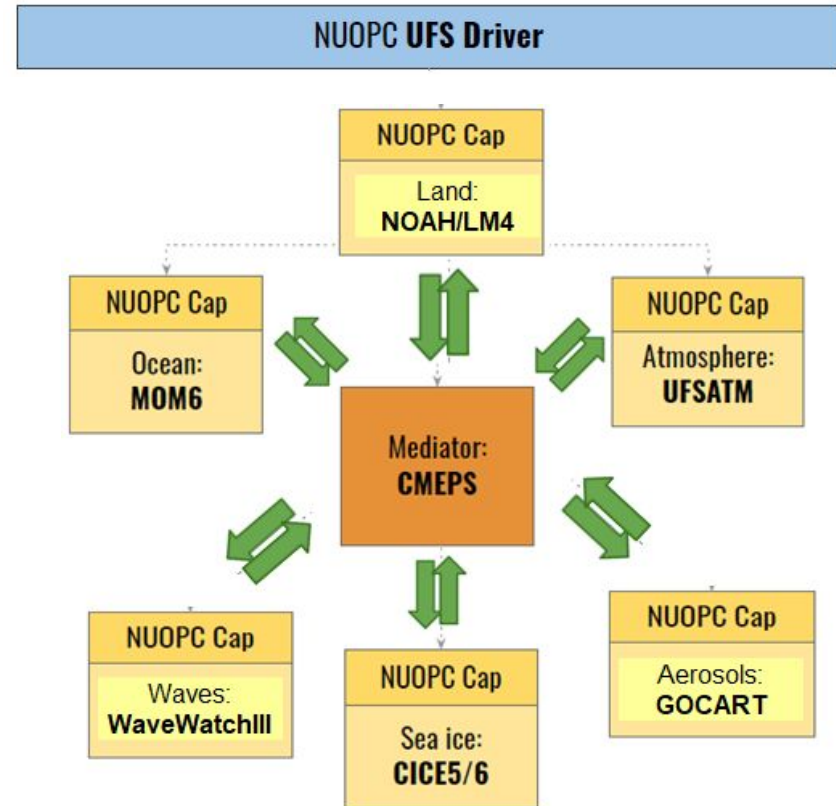 NUOPC UFS Driver
NUOPC Cap
Land:
NOAH/LM4
NUOPC Cap
Ocean:
MOM6
NUOPC Cap
Atmosphere:
UFSATM
Mediator:
CMEPS
NUOPC Cap
Waves:
WaveWatchIII
NUOPC Cap
Sea ice:
CICE5/6
NUOPC Cap
Aerosols:
GOCART